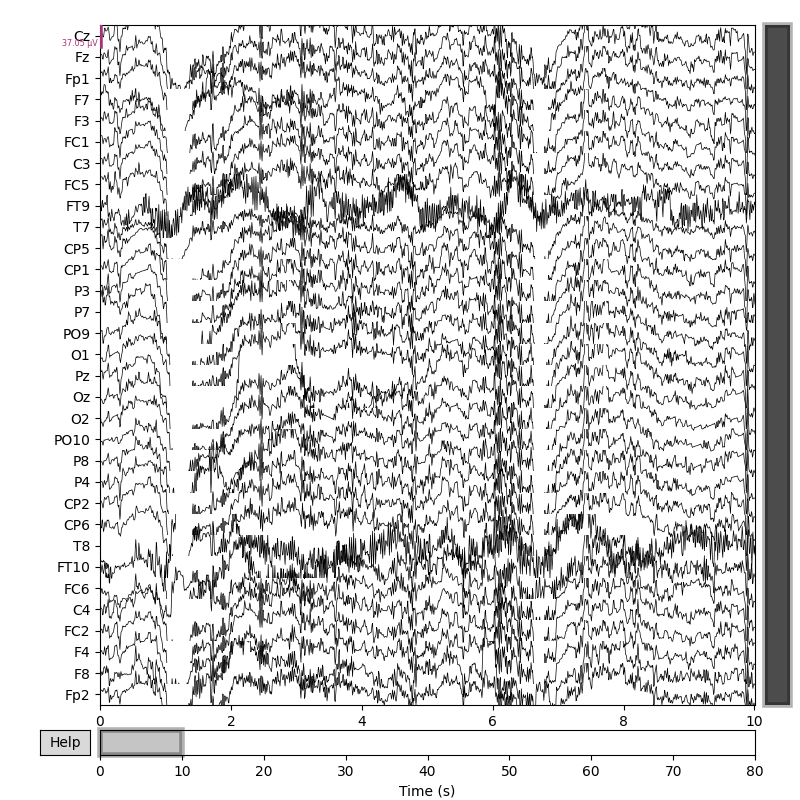 Cz
37.05 µV
Fz
Fp1
F7
F3
FC1
C3
FC5
FT9
T7
CP5
CP1
P3
P7
PO9
O1
Pz
Oz
O2
PO10
P8
P4
CP2
CP6
T8
FT10
FC6
C4
FC2
F4
F8
Fp2
0 2 4 6 8 10
Help
0 10 20 30 40 50 60 70 80
Time (s)